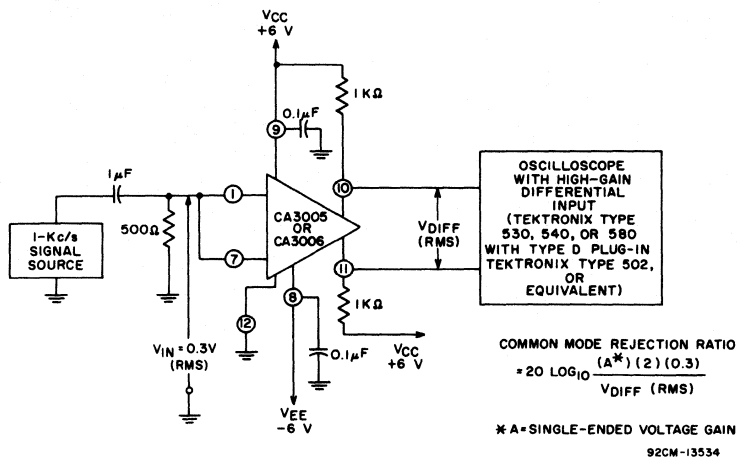 VCC
+6 V
1 KΩ
0.1μF
9
1μF
1
10
CA3005
OR
CA3006
500Ω
7
1-Kc/s
SIGNAL
SOURCE
VDIFF
(RMS)
OSCILLOSCOPE
WITH HIGH-GAIN
DIFFERENTIAL
INPUT
(TEKTRONIX TYPE
530, 540, OR 580
WITH TYPE D PLUG-IN
TEKTRONIX TYPE 502,
OR
EQUIVALENT)
11
8
12
1KΩ
VIN=0.3V
(RMS)
0.1μF
VCC
+6 V
VEE
-6 V
COMMON MODE REJECTION RATIO
= 20 LOG10 (A*)(2)(0.3)
VDIFF (RMS)
* A=SINGLE-ENDED VOLTAGE GAIN
92CM-13534